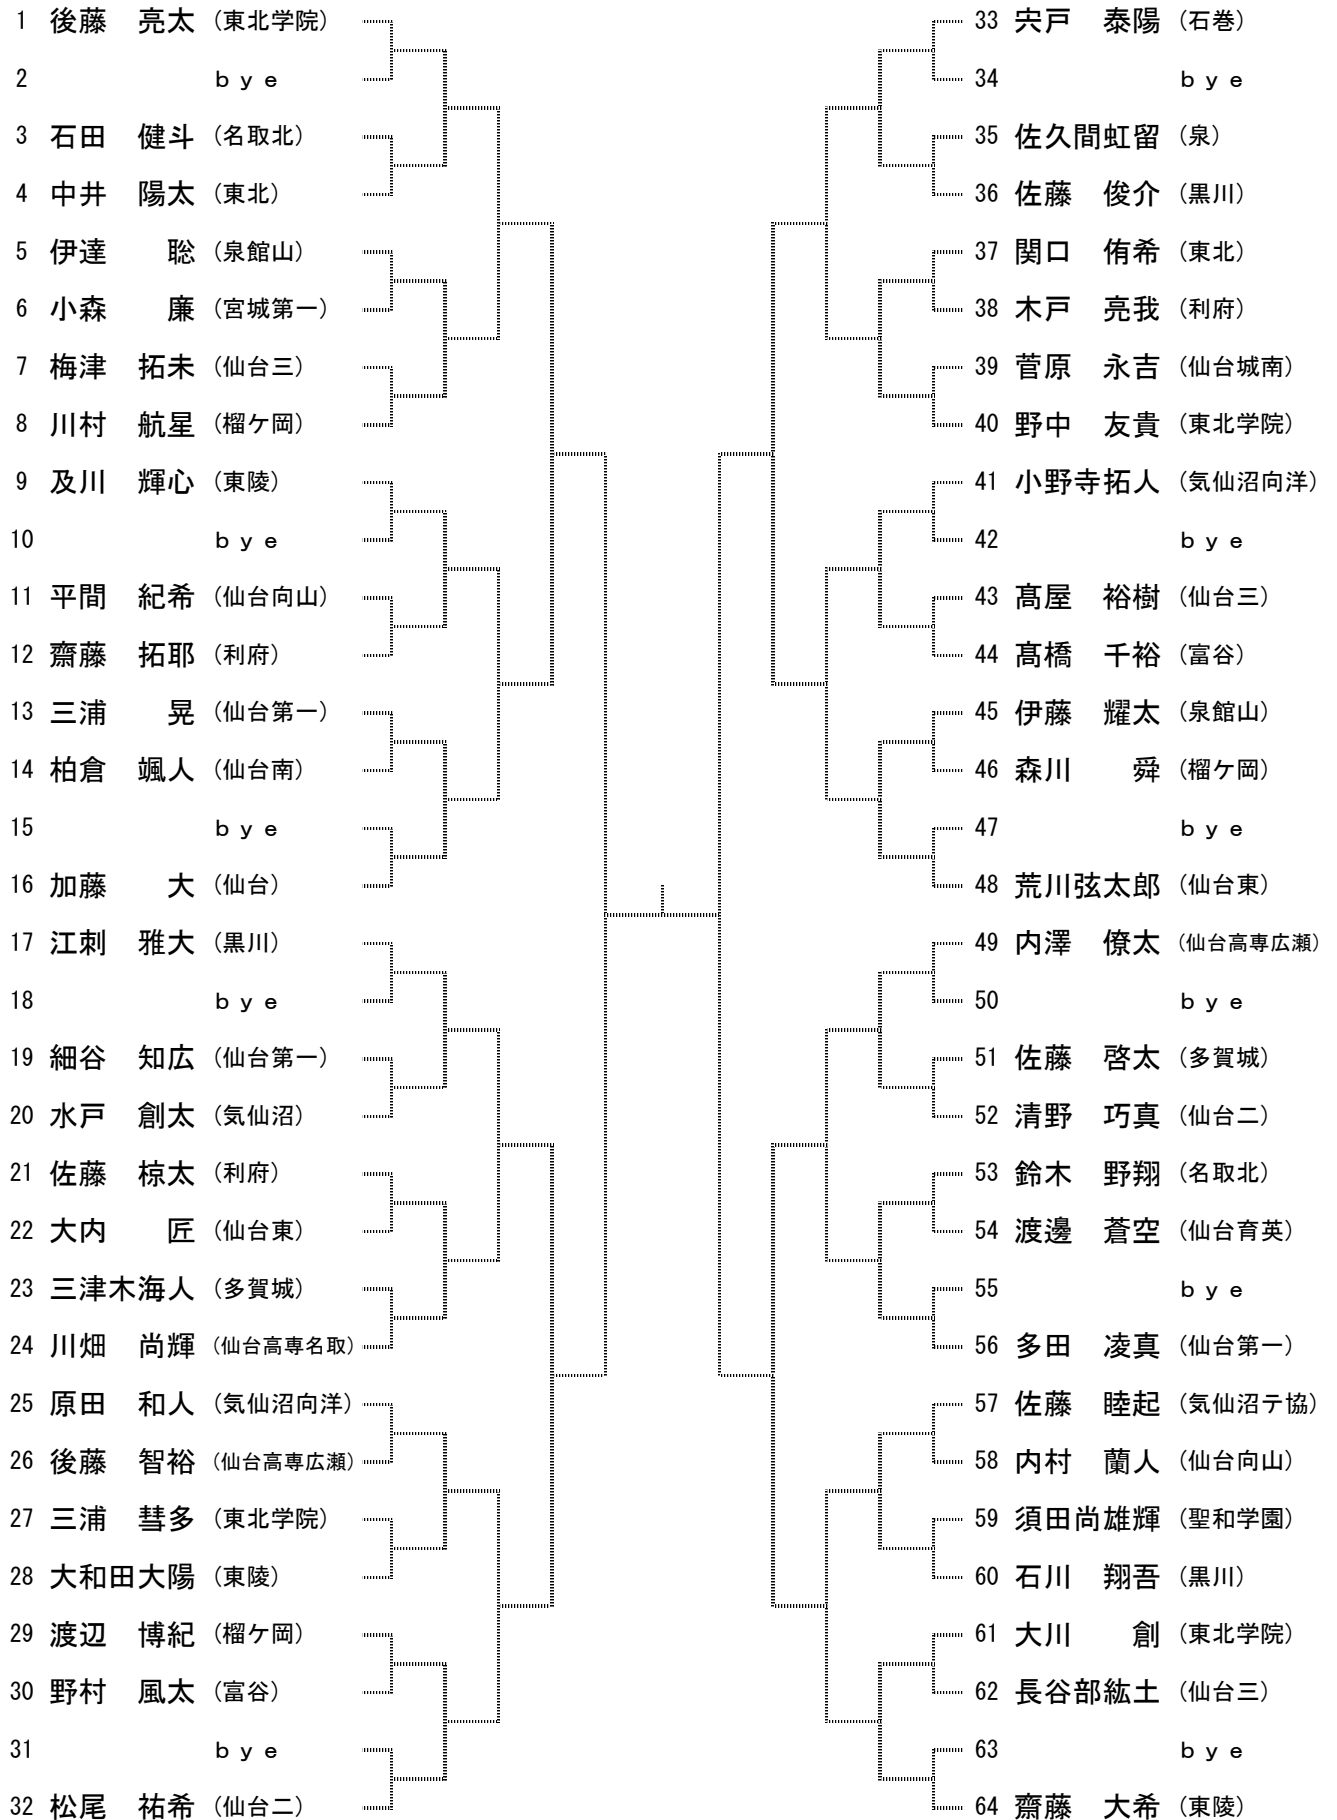 1 後藤　亮太 (東北学院)
2 ｂｙｅ
3 石田　健斗 (名取北)
4 中井　陽太 (東北)
5 伊達　　聡 (泉館山)
6 小森　　廉 (宮城第一)
7 梅津　拓未 (仙台三)
8 川村　航星 (榴ケ岡)
9 及川　輝心 (東陵)
10 ｂｙｅ
11 平間　紀希 (仙台向山)
12 齋藤　拓耶 (利府)
13 三浦　　晃 (仙台第一)
14 柏倉　颯人 (仙台南)
15 ｂｙｅ
16 加藤　　大 (仙台)
17 江刺　雅大 (黒川)
18 ｂｙｅ
19 細谷　知広 (仙台第一)
20 水戸　創太 (気仙沼)
21 佐藤　椋太 (利府)
22 大内　　匠 (仙台東)
23 三津木海人 (多賀城)
24 川畑　尚輝 (仙台高専名取)
25 原田　和人 (気仙沼向洋)
26 後藤　智裕 (仙台高専広瀬)
27 三浦　彗多 (東北学院)
28 大和田大陽 (東陵)
29 渡辺　博紀 (榴ケ岡)
30 野村　風太 (富谷)
31 ｂｙｅ
32 松尾　祐希 (仙台二)
33 宍戸　泰陽 (石巻)
34 ｂｙｅ
35 佐久間虹留 (泉)
36 佐藤　俊介 (黒川)
37 関口　侑希 (東北)
38 木戸　亮我 (利府)
39 菅原　永吉 (仙台城南)
40 野中　友貴 (東北学院)
41 小野寺拓人 (気仙沼向洋)
42 ｂｙｅ
43 髙屋　裕樹 (仙台三)
44 髙橋　千裕 (富谷)
45 伊藤　耀太 (泉館山)
46 森川　　舜 (榴ケ岡)
47 ｂｙｅ
48 荒川弦太郎 (仙台東)
49 内澤　僚太 (仙台高専広瀬)
50 ｂｙｅ
51 佐藤　啓太 (多賀城)
52 清野　巧真 (仙台二)
53 鈴木　野翔 (名取北)
54 渡邊　蒼空 (仙台育英)
55 ｂｙｅ
56 多田　凌真 (仙台第一)
57 佐藤　睦起 (気仙沼テ協)
58 内村　蘭人 (仙台向山)
59 須田尚雄輝 (聖和学園)
60 石川　翔吾 (黒川)
61 大川　　創 (東北学院)
62 長谷部紘土 (仙台三)
63 ｂｙｅ
64 齋藤　大希 (東陵)